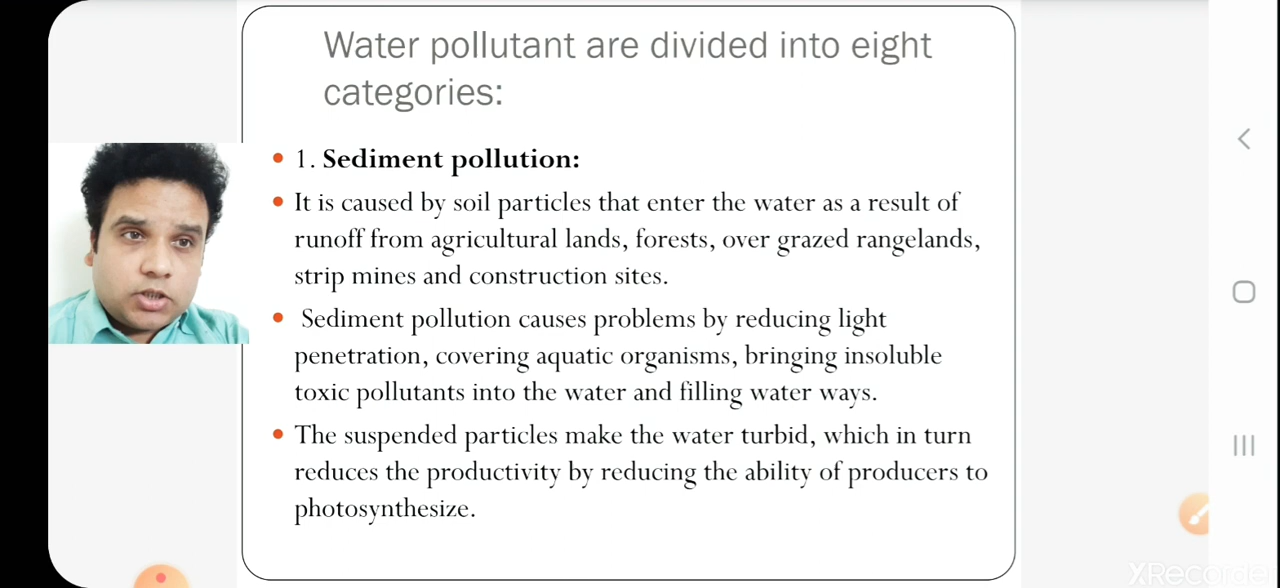 Water pollutant are divided into eight
categories:
• 1. Sediment pollution:
• It is caused by soil particles that enter the water as a result of
runoff from agricultural lands, forests, over grazed rangelands,
strip mines and construction sites.
• Sediment pollution causes problems by reducing light
penetration, covering aquatic organisms, bringing insoluble
toxic pollutants into the water and filling water ways.
• The suspended particles make the water turbid, which in turn
reduces the productivity by reducing the ability of producers to
photosynthesize.
XRecorder